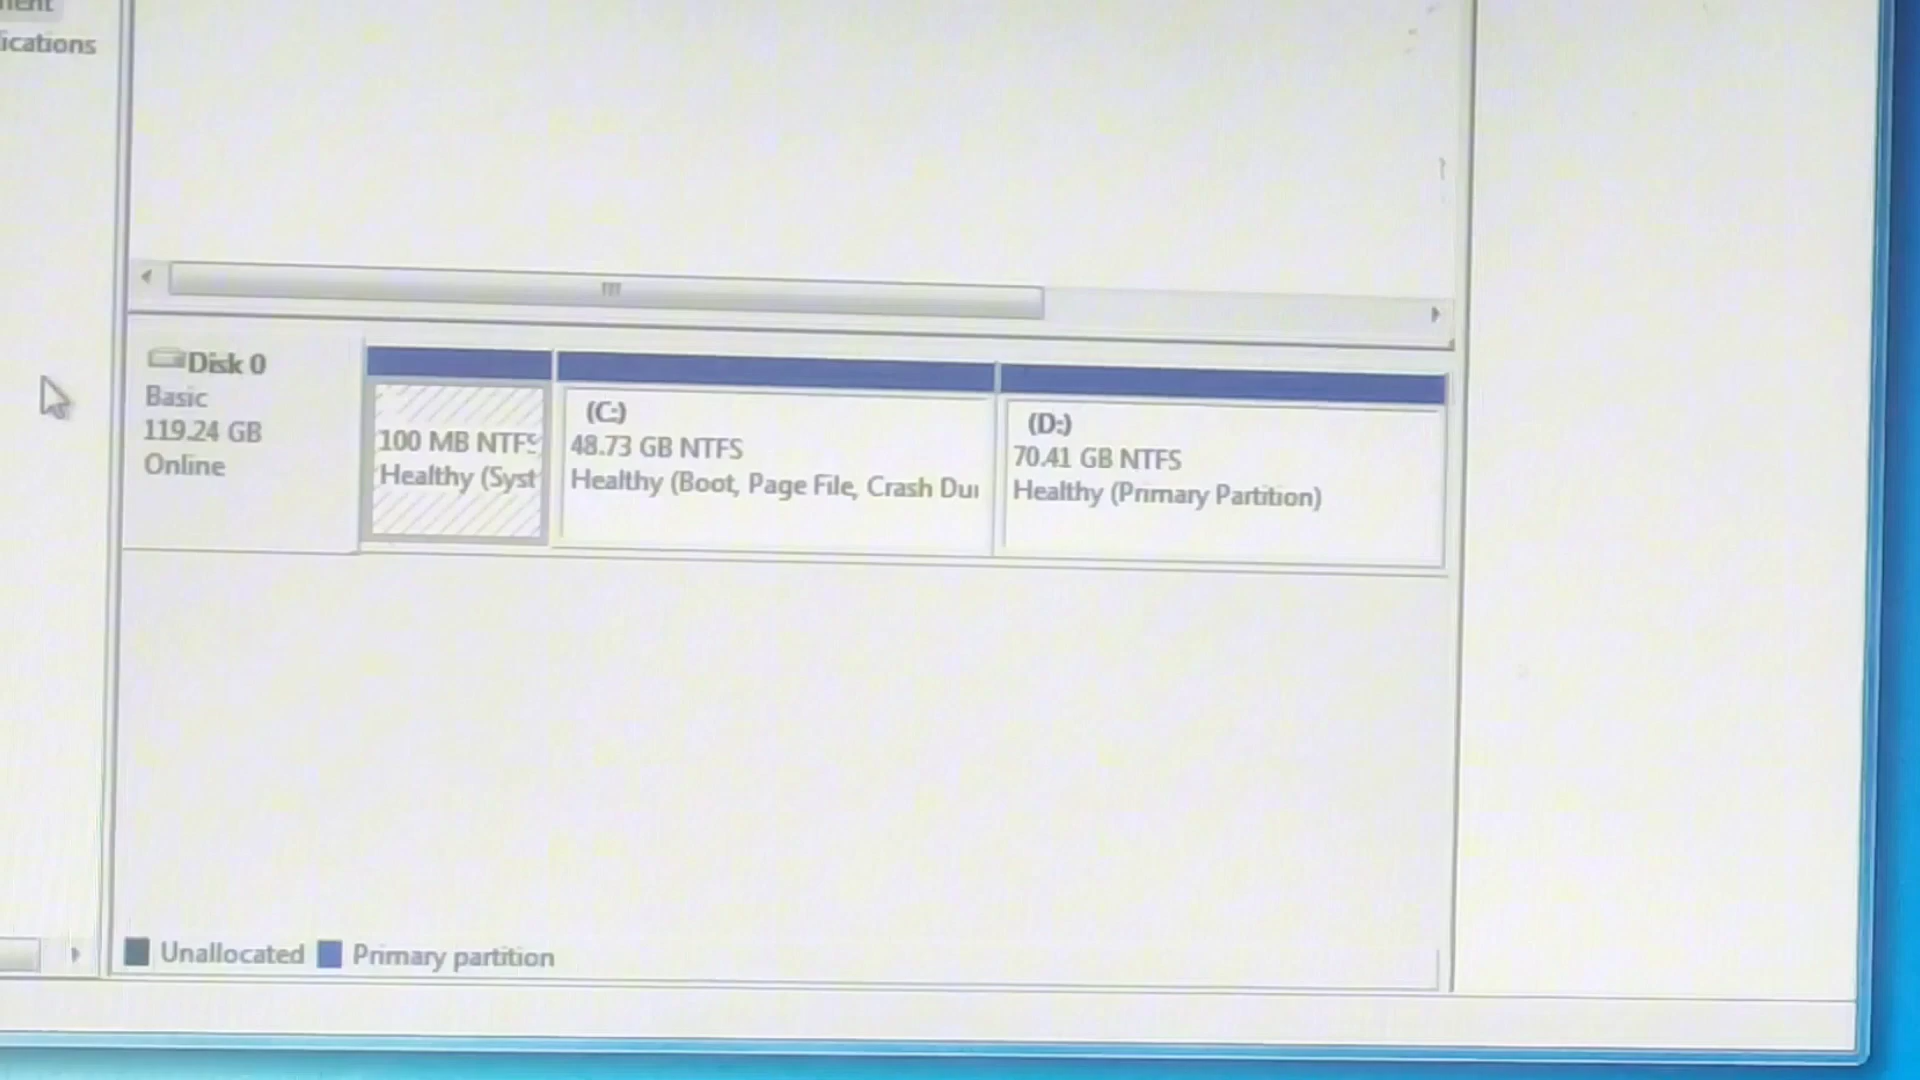 ications
Disk 0
Basic
119.24 GB
Online
100 MB NTFS
Healthy (Syst
(C:)
48.73 GB NTFS
Healthy (Boot, Page File, Crash Du
(D:)
70.41 GB NTFS
Healthy (Primary Partition)
Unallocated
Primary partition